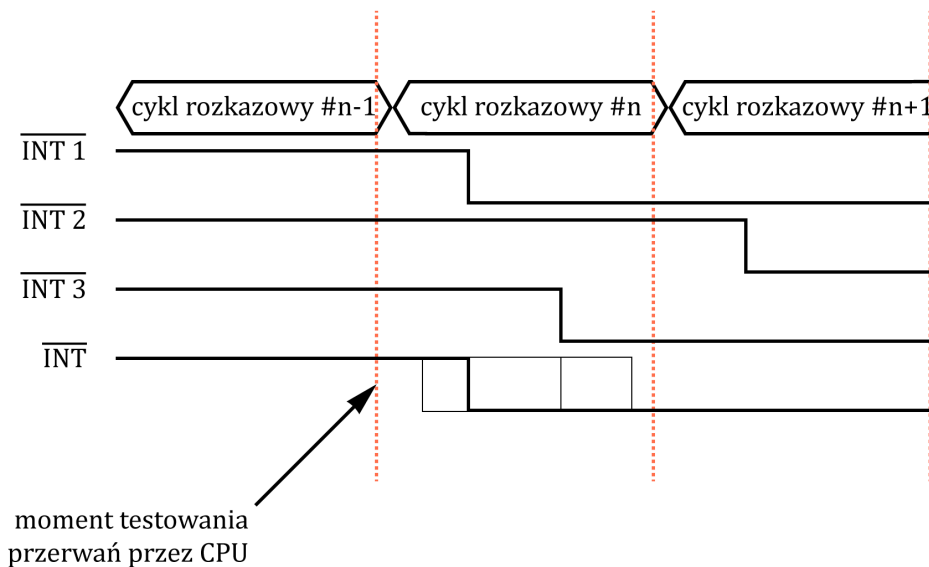 cykl rozkazowy #n-1
cykl rozkazowy #n
cykl rozkazowy #n+1
INT 1
INT 2
INT 3
INT
moment testowania
przerwań przez CPU